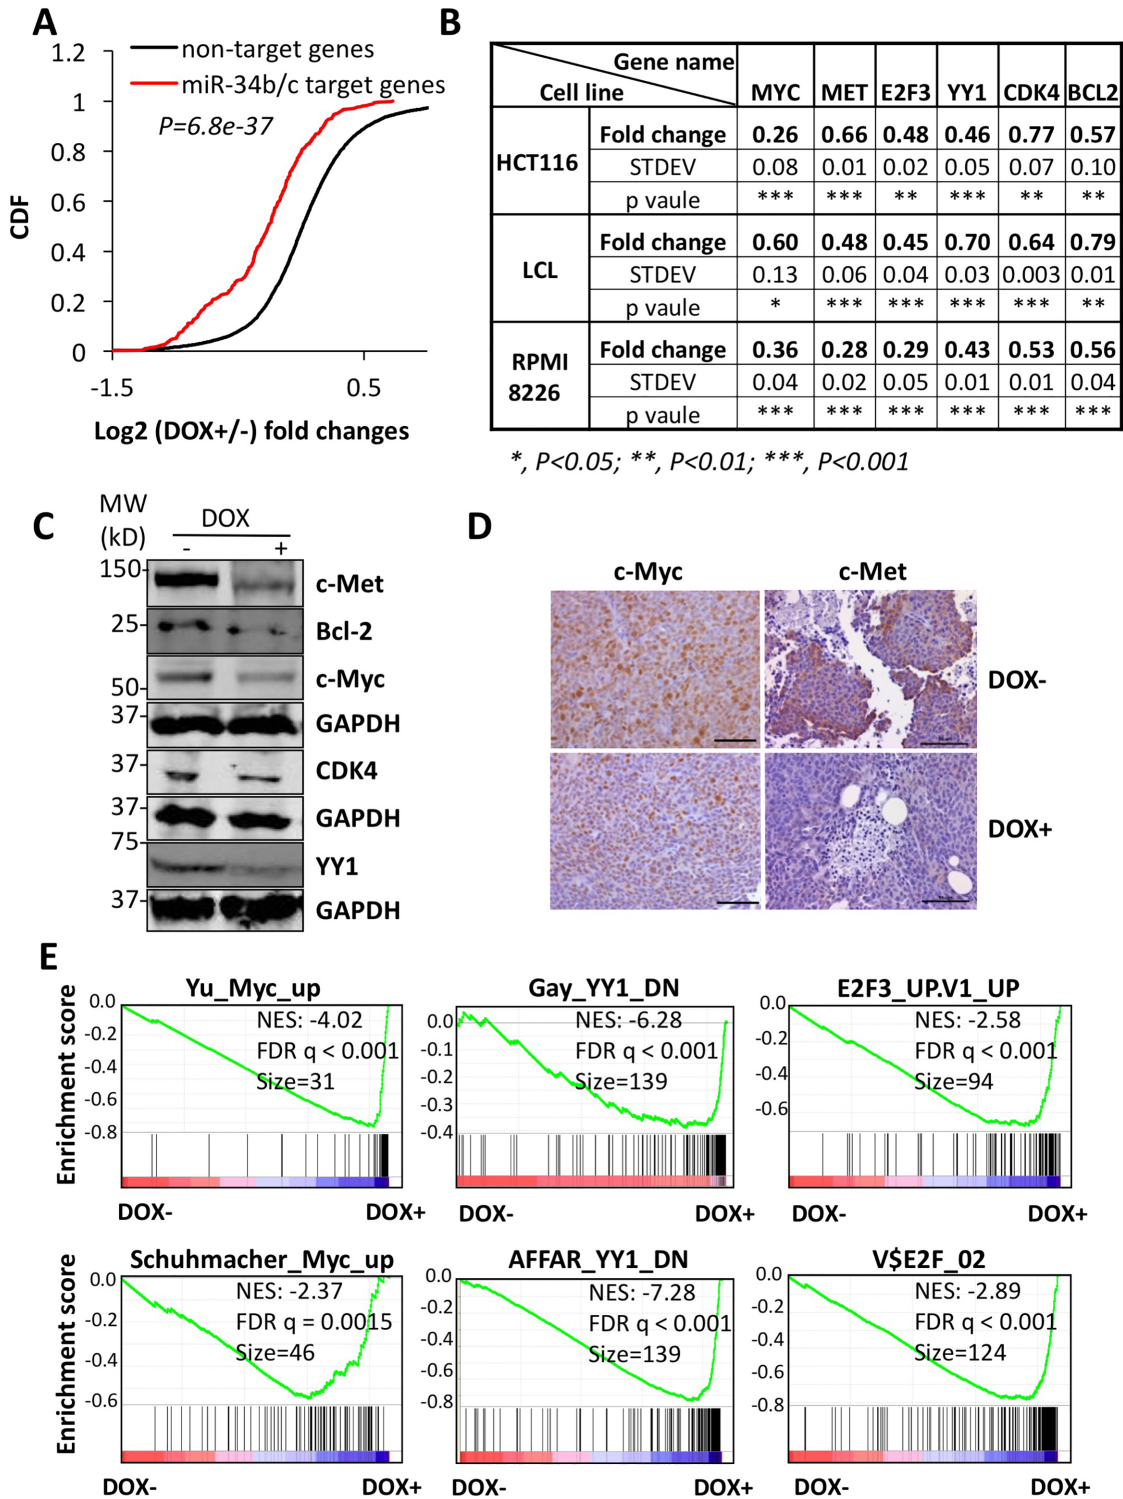 A
1.2
1
0.8
0.6
0.4
0.2
0
CDF
non-target genes
miR-34b/c target genes
P=6.8e-37
-1.5 0.5
Log2 (DOX+/-) fold changes
B
Gene name
Cell line
MYC MET E2F3 YY1 CDK4 BCL2
HCT116
Fold change 0.26 0.66 0.48 0.46 0.77 0.57
STDEV 0.08 0.01 0.02 0.05 0.07 0.10
p vaule *** *** ** *** ** **
LCL
Fold change 0.60 0.48 0.45 0.70 0.64 0.79
STDEV 0.13 0.06 0.04 0.03 0.003 0.01
p vaule * *** *** *** *** **
RPMI
8226
Fold change 0.36 0.28 0.29 0.43 0.53 0.56
STDEV 0.04 0.02 0.05 0.01 0.01 0.04
p vaule *** *** *** *** *** ***
*, P<0.05; **, P<0.01; ***, P<0.001
C
MW
(kD)
DOX
- +
150- c-Met
25- Bcl-2
50- c-Myc
37- GAPDH
37- CDK4
37- GAPDH
75- YY1
37- GAPDH
D
c-Myc c-Met
DOX-
DOX+
E
Enrichment score
Yu_Myc_up
0.0
-0.2
-0.4
-0.6
-0.8
NES: -4.02
FDR q < 0.001
Size=31
DOX- DOX+
Gay_YY1_DN
0.0
-0.1
-0.2
-0.3
-0.4
NES: -6.28
FDR q < 0.001
Size=139
DOX- DOX+
E2F3_UP.V1_UP
0.0
-0.2
-0.4
-0.6
NES: -2.58
FDR q < 0.001
Size=94
DOX- DOX+
Enrichment score
Schuhmacher_Myc_up
0.0
-0.2
-0.4
-0.6
NES: -2.37
FDR q = 0.0015
Size=46
DOX- DOX+
AFFAR_YY1_DN
0.0
-0.2
-0.4
-0.6
-0.8
NES: -7.28
FDR q < 0.001
Size=139
DOX- DOX+
V$E2F_02
0.0
-0.2
-0.4
-0.6
-0.8
NES: -2.89
FDR q < 0.001
Size=124
DOX- DOX+